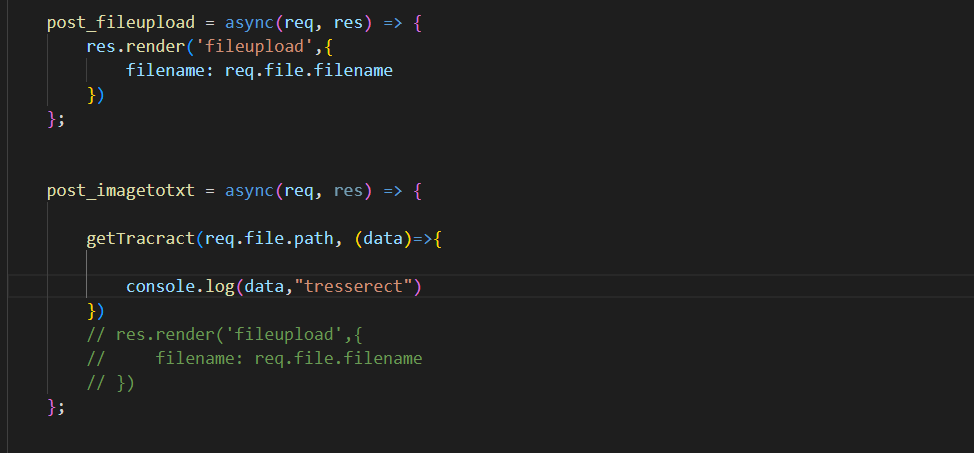 post_fileupload = async(req, res) => {
    res.render('fileupload',{
        filename: req.file.filename
    })
};
post_imagetotxt = async(req, res) => {
    getTracract(req.file.path, (data)=>{
        console.log(data,"tresserect")
    })
    // res.render('fileupload',{
    //     filename: req.file.filename
    // })
};